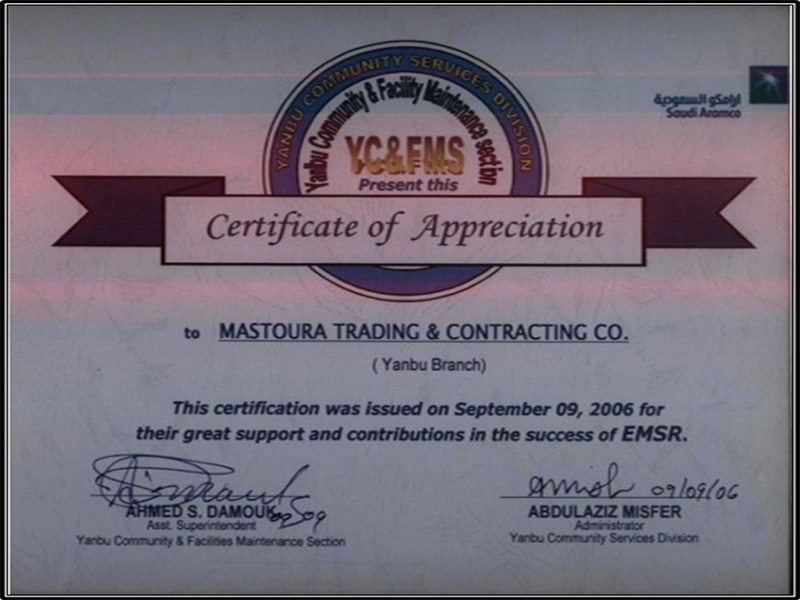 YANBU COMMUNITY SERVICES DIVISION
Yanbu Community & Facility Maintenance section
YC&FMS
Present this
أرامكو السعودية
Saudi Aramco
Certificate of Appreciation
to MASTOURA TRADING & CONTRACTING CO.
( Yanbu Branch)
This certification was issued on September 09, 2006 for
their great support and contributions in the success of EMSR.
09/09/06
AHMED S. DAMOUK
Asst. Superintendent
Yanbu Community & Facilities Maintenance Section
ABDULAZIZ MISFER
Administrator
Yanbu Community Services Division